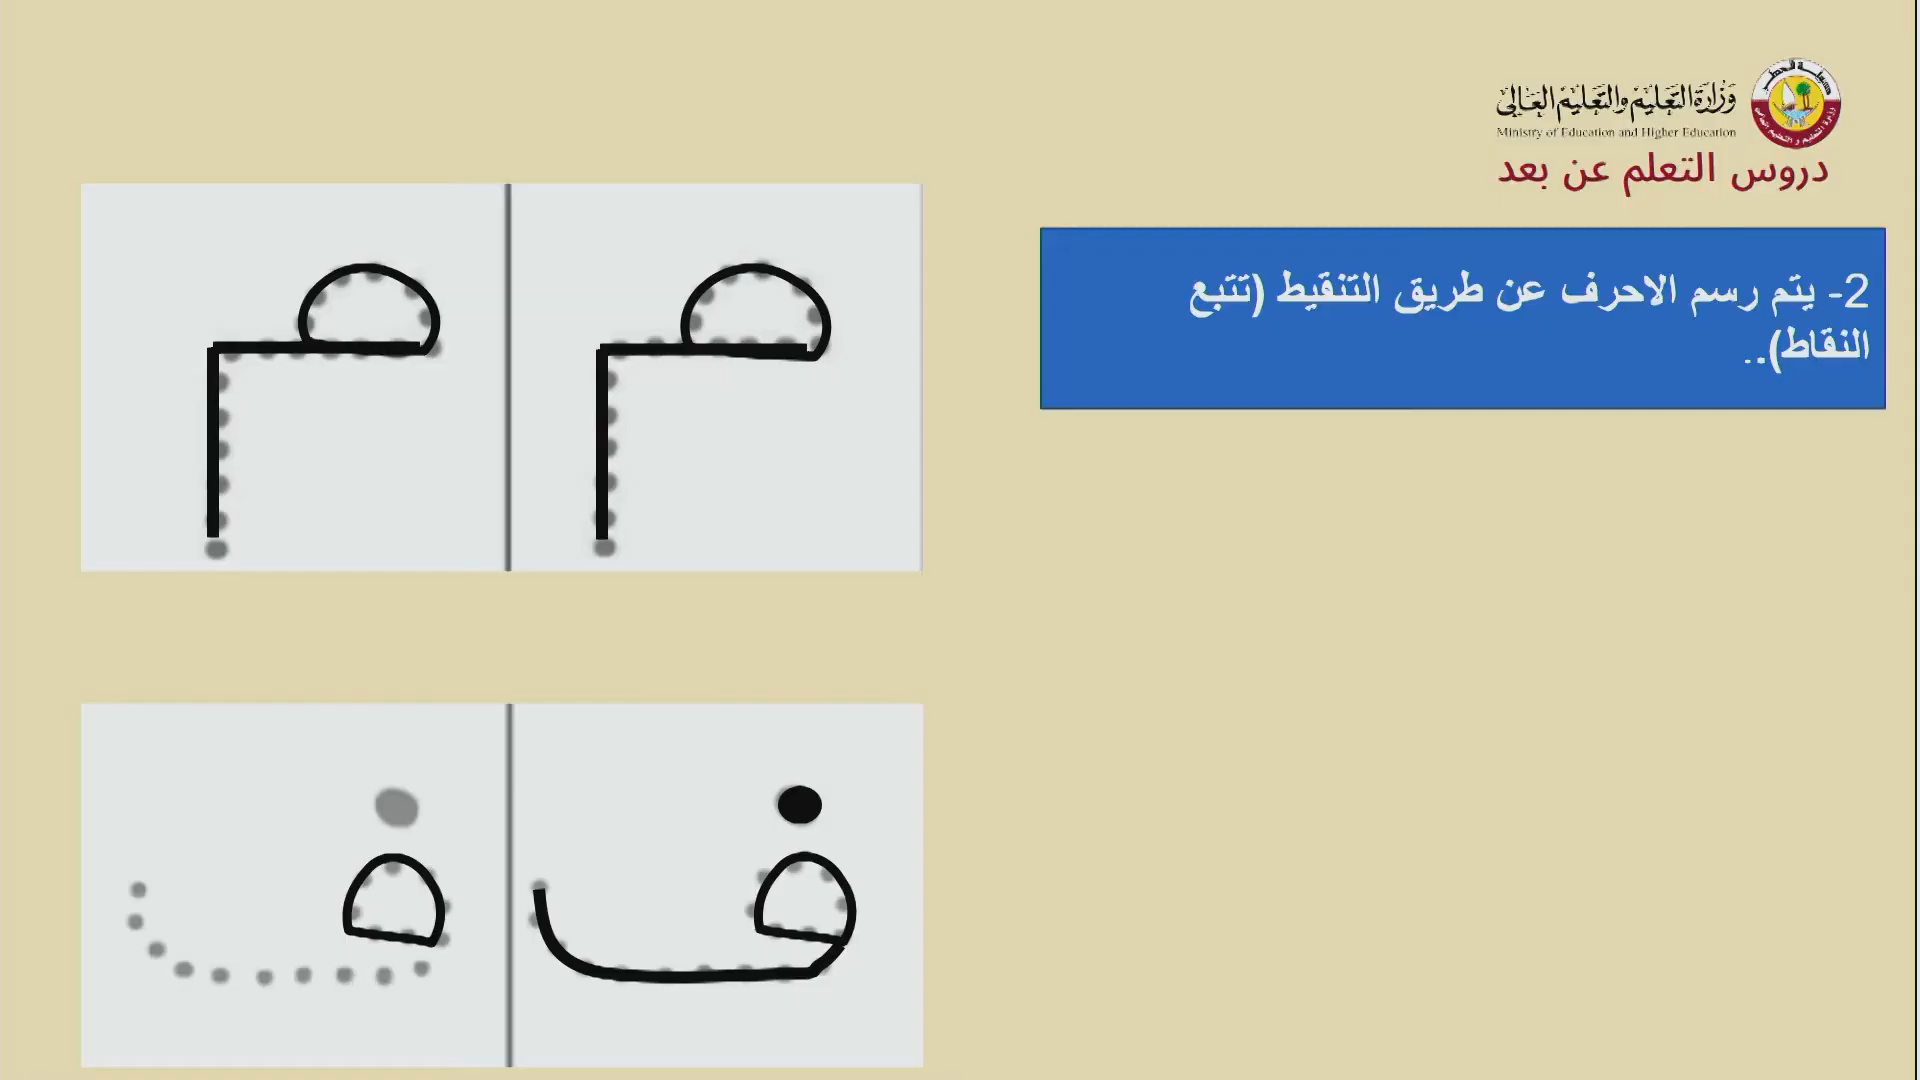 وزارة التعليم والتعليم العالي
Ministry of Education and Higher Education
دروس التعلم عن بعد
2- يتم رسم الاحرف عن طريق التنقيط (تتبع
النقاط)..
م م
ف ف